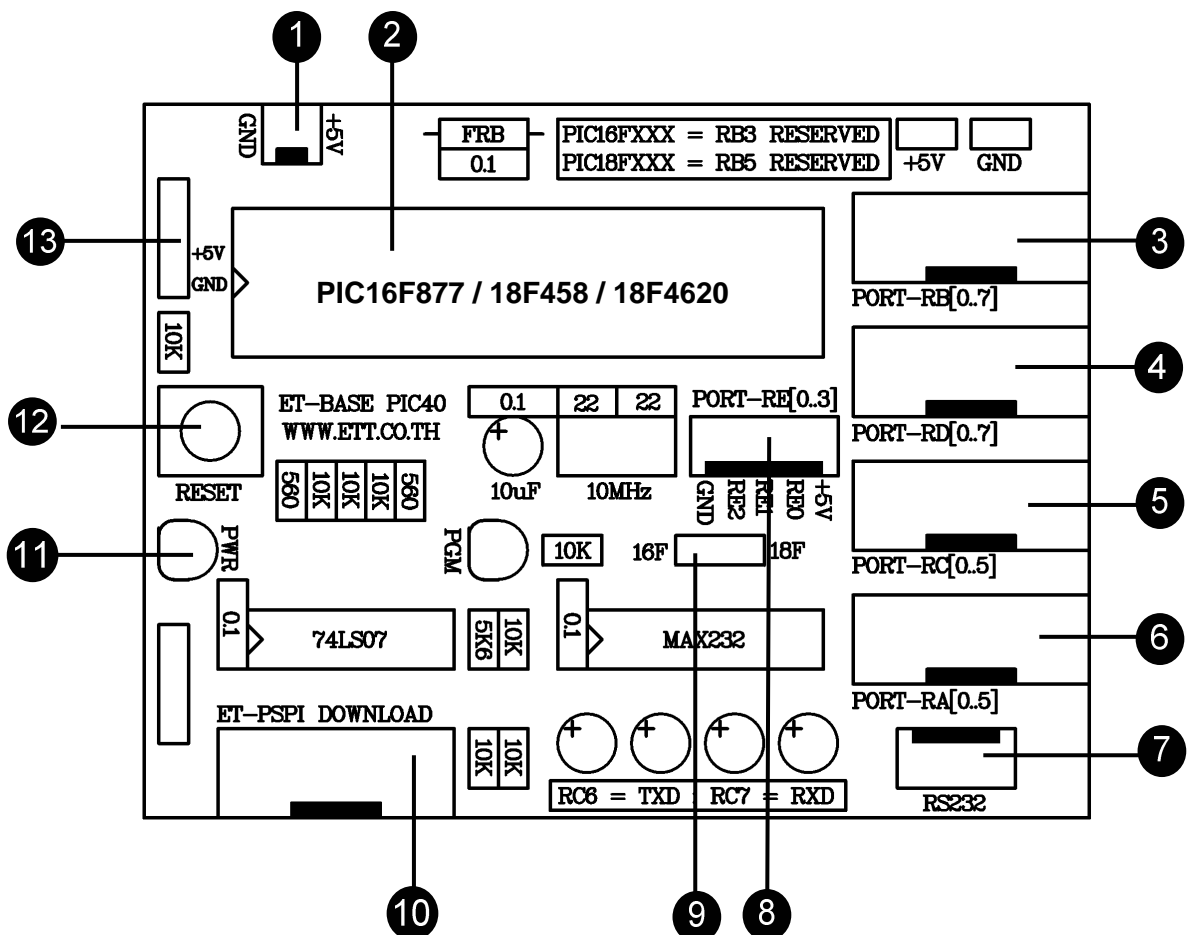 1
2
GND
+5V
FRB
0.1
PIC16FXXX = RB3 RESERVED
PIC18FXXX = RB5 RESERVED
+5V
GND
13
+5V
GND
PIC16F877 / 18F458 / 18F4620
3
PORT-RB[0..7]
10K
4
PORT-RD[0..7]
12
RESET
ET-BASE PIC40
WWW.ETT.CO.TH
0.1
22
22
10uF
10MHz
PORT-RE[0..3]
GND
RE2
RE1
RE0
+5V
560
10K
10K
10K
560
5
PORT-RC[0..5]
11
PWR
PGM
10K
16F
18F
0.1
74LS07
5K6
10K
0.1
MAX232
6
PORT-RA[0..5]
ET-PSPI DOWNLOAD
10K
10K
+
+
+
+
+
RC6 = TXD : RC7 = RXD
7
RS232
10
9
8